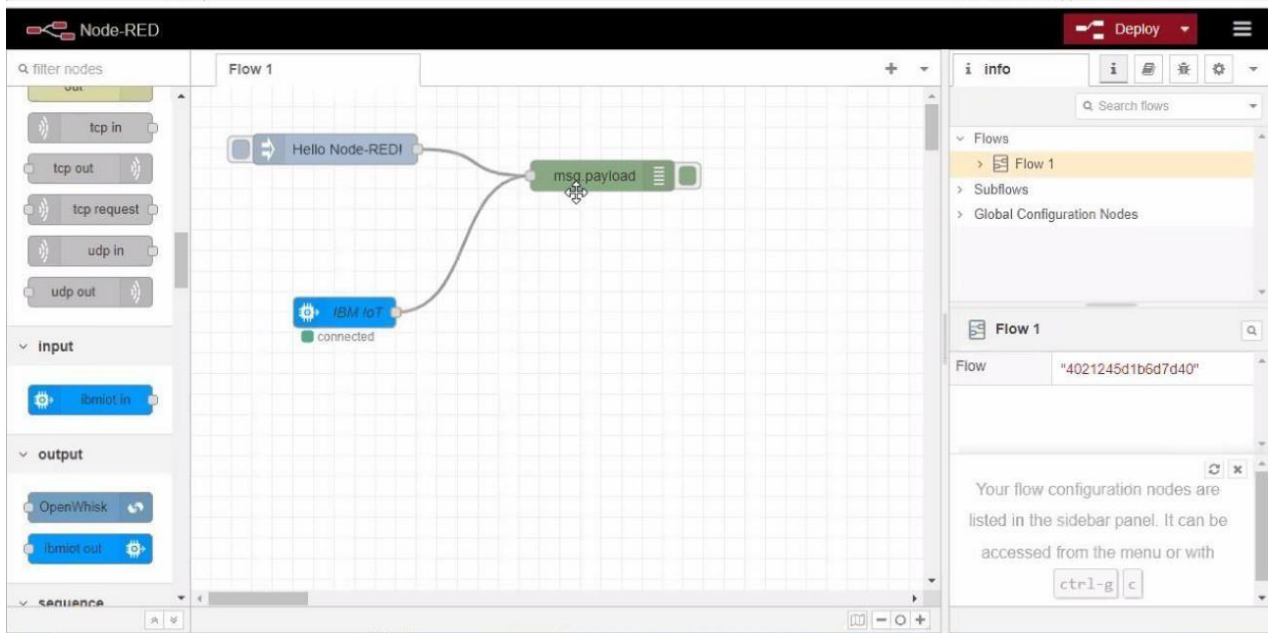 Node-RED
Deploy
filter nodes
Flow 1
i info
i
Search flows
out
tcp in
tcp out
tcp request
udp in
udp out
input
ibmiot in
output
OpenWhisk
ibmiot out
sequence
Hello Node-RED!
msg.payload
IBM IoT
connected
Flows
Flow 1
Subflows
Global Configuration Nodes
Flow 1
Flow "4021245d1b6d7d40"
Your flow configuration nodes are
listed in the sidebar panel. It can be
accessed from the menu or with
ctrl-g c